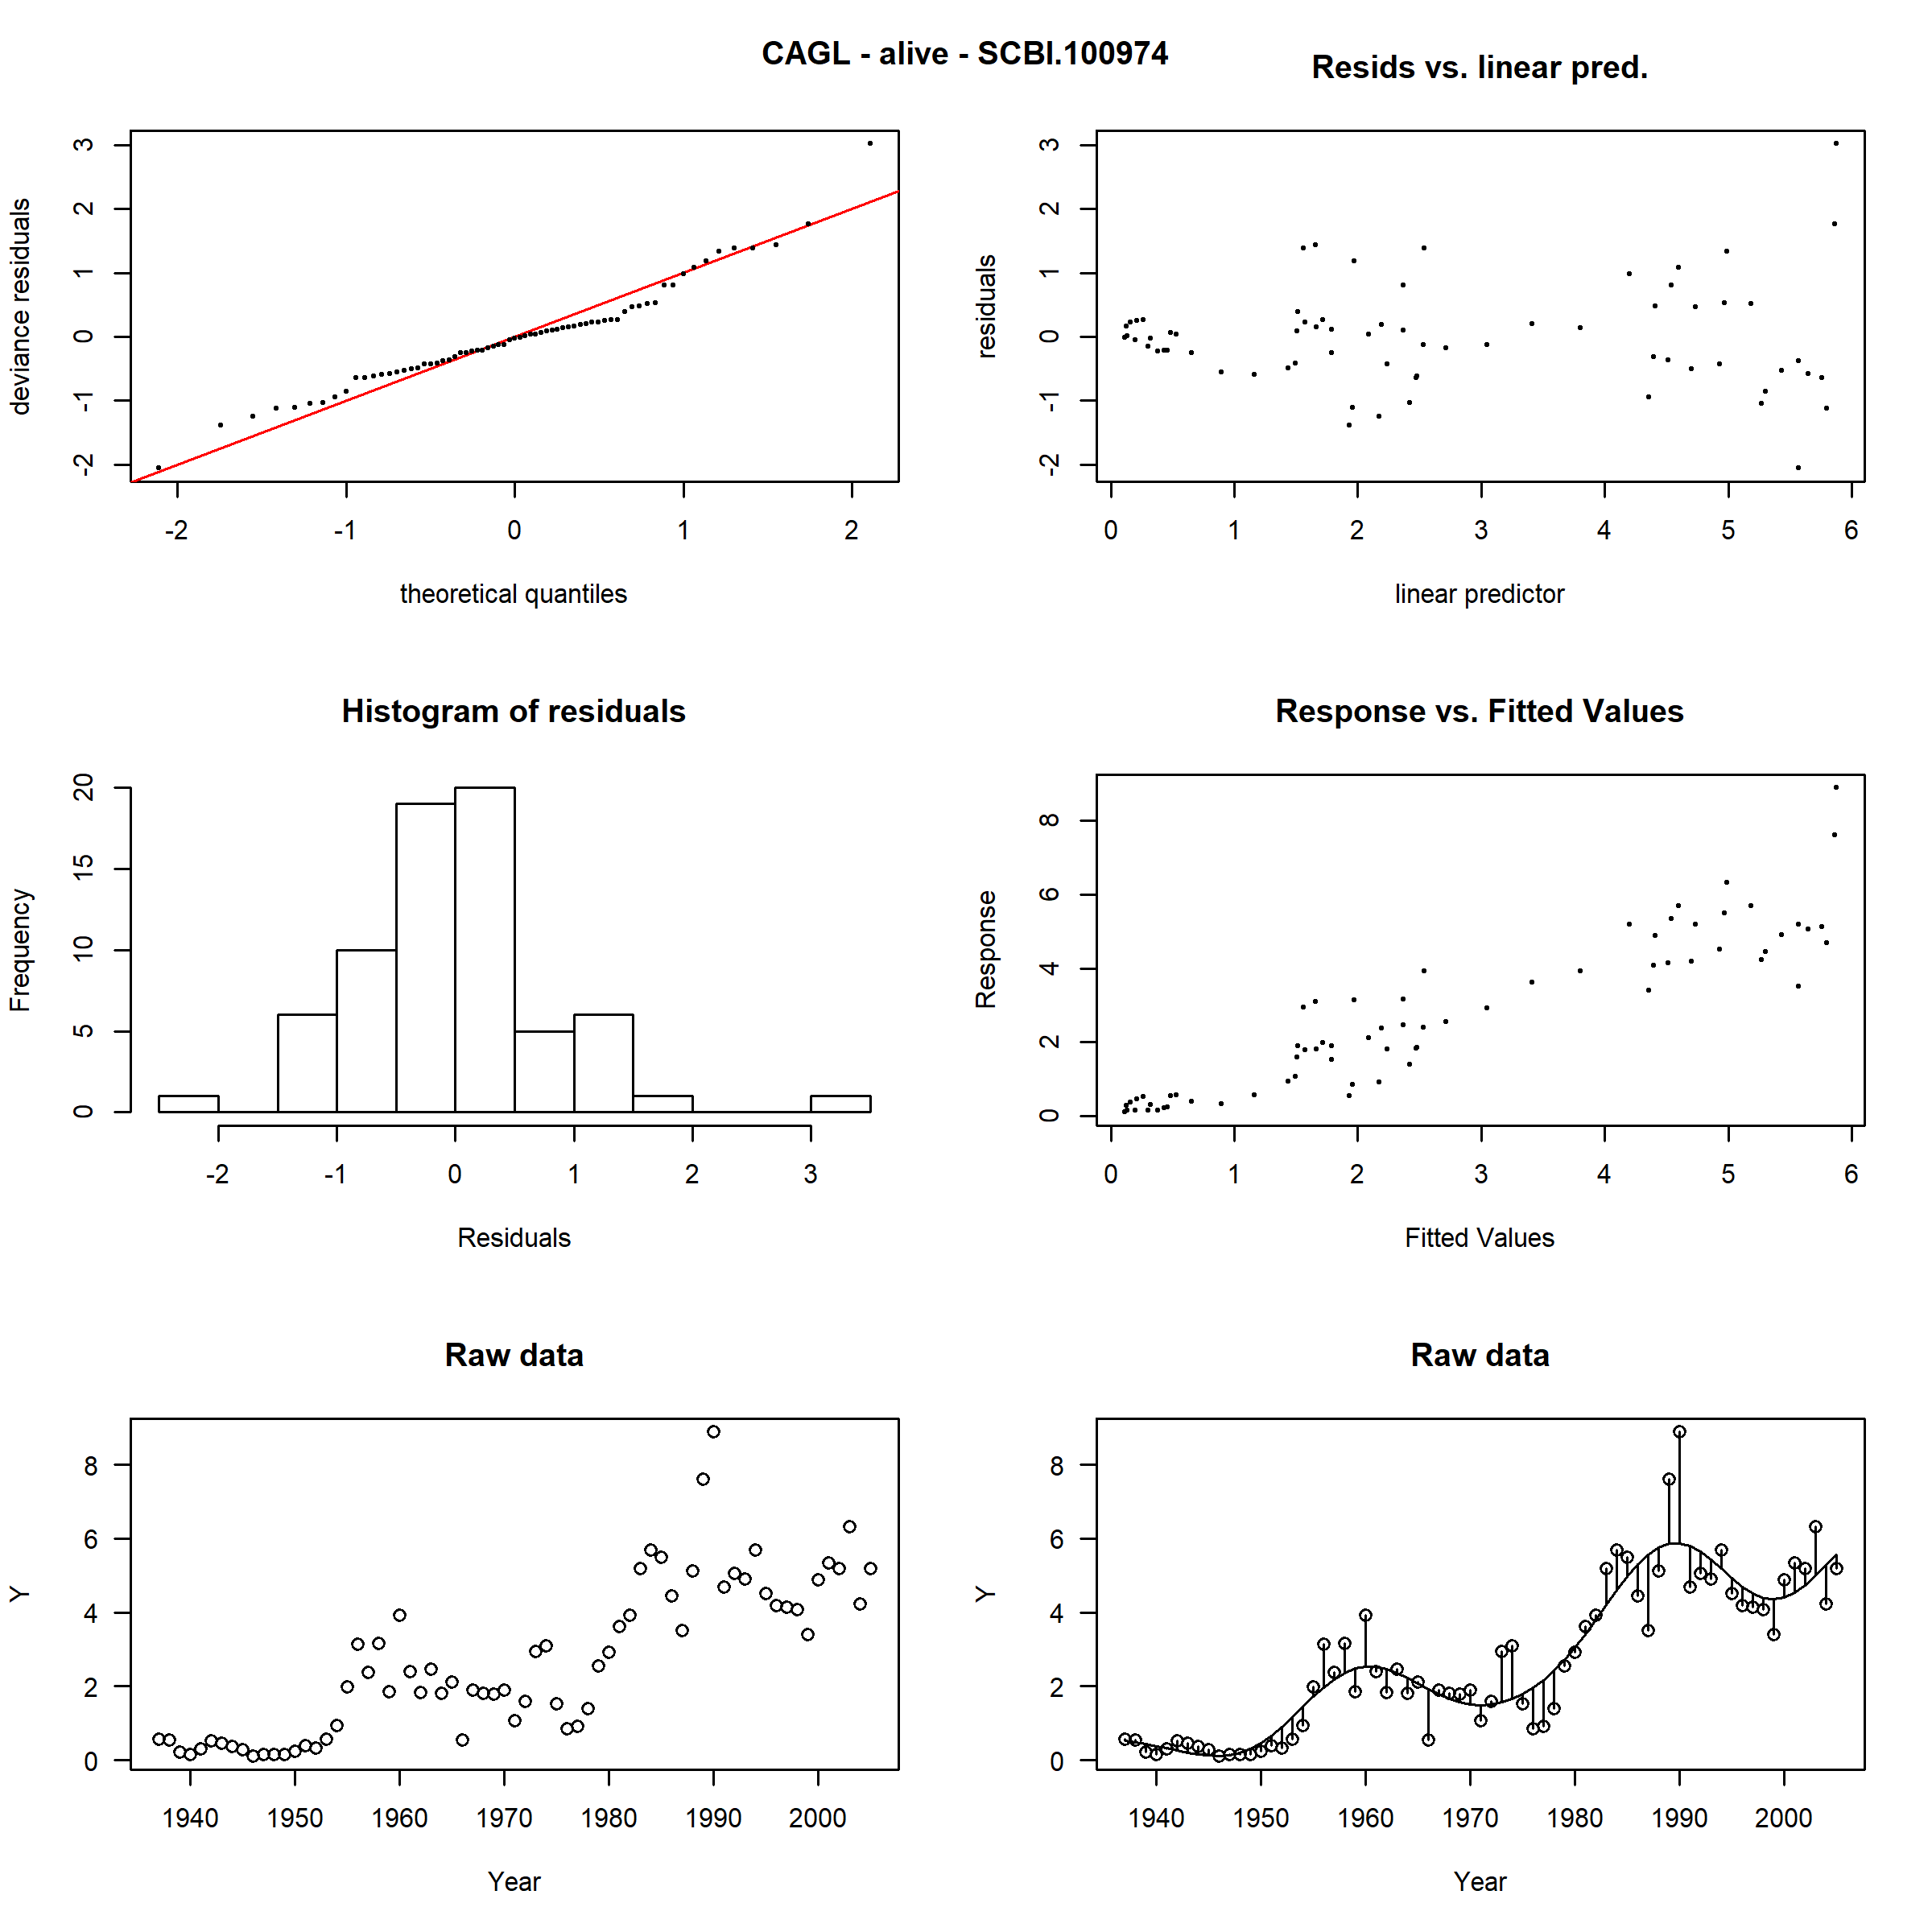 CAGL - alive - SCBI.100974
Resids vs. linear pred.
deviance residuals
3
2
1
0
-1
-2
-2 -1 0 1 2
theoretical quantiles
residuals
3
2
1
0
-1
-2
0 1 2 3 4 5 6
linear predictor
Histogram of residuals
Frequency
20
15
10
5
0
-2 -1 0 1 2 3
Residuals
Response vs. Fitted Values
Response
8
6
4
2
0
0 1 2 3 4 5 6
Fitted Values
Raw data
Y
8
6
4
2
0
1940 1950 1960 1970 1980 1990 2000
Year
Raw data
Y
8
6
4
2
0
1940 1950 1960 1970 1980 1990 2000
Year